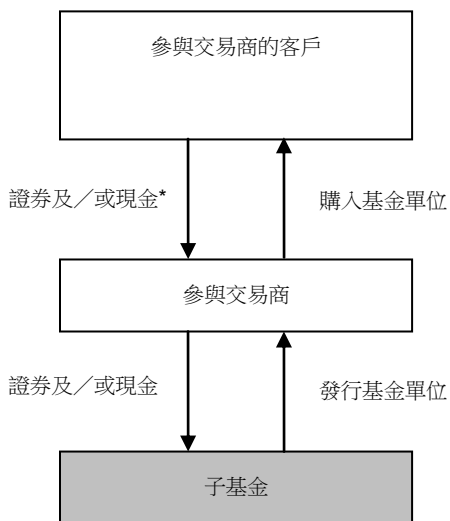 參與交易商的客戶
證券及／或現金*
購入基金單位
參與交易商
證券及／或現金
發行基金單位
子基金